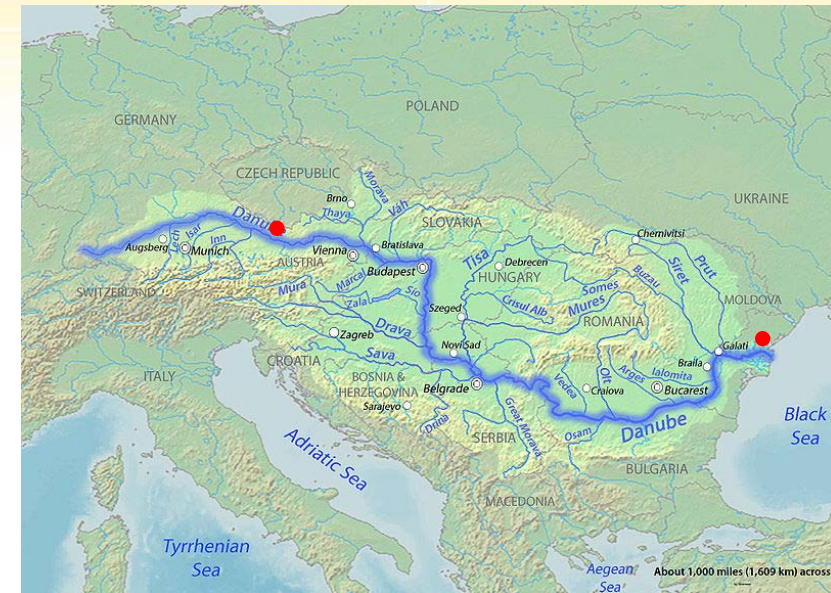 POLAND
GERMANY
CZECH REPUBLIC
Brno
Morava
UKRAINE
Thaya
Váh
Danu
SLOVAKIA
Chernivitsi
Augsberg
Lech
Isar
Inn
Munich
Vienna
Bratislava
AUSTRIA
Budapest
Tisa
Debrecen
HUNGARY
Buzau
Siret
Prut
SWITZERLAND
Mura
Marcal
Zala
Sio
Somes
Mures
Crisul Alb
MOLDOVA
Szeged
ROMANIA
Drava
Zagreb
Novi Sad
Galati
Sava
CROATIA
Olt
Braila
ITALY
BOSNIA &
HERZEGOVINA
Belgrade
Arges
Ialomita
Vedea
Craiova
Bucarest
Sarajevo
Drina
Great Morava
Danube
Black
Sea
Adriatic Sea
SERBIA
Osam
BULGARIA
MACEDONIA
Tyrrhenian
Sea
Aegean
Sea
About 1,000 miles (1,609 km) across